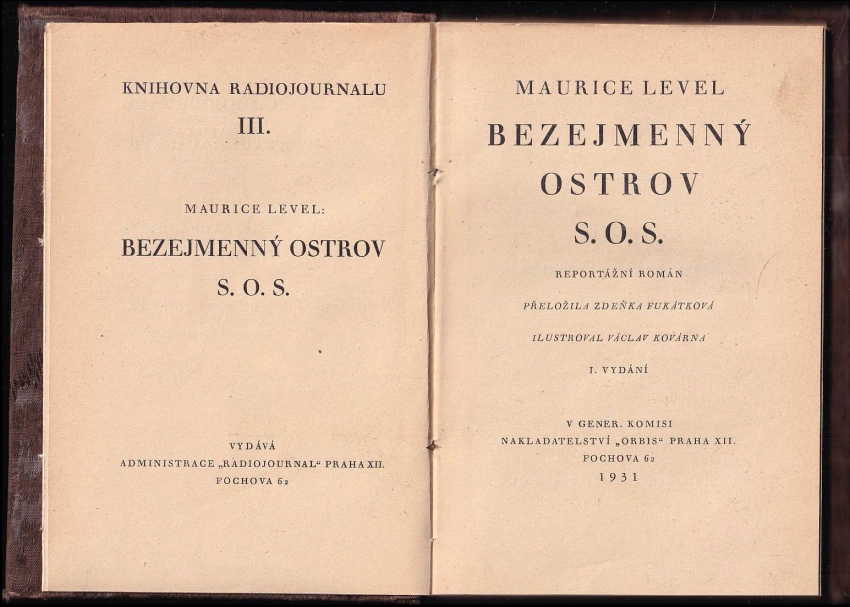 KNIHOVNA RADIOJOURNALU
III.
MAURICE LEVEL:
BEZEJMENNÝ OSTROV
S. O. S.
VYDÁVÁ
ADMINISTRACE „RADIOJOURNAL“ PRAHA XII.
FOCHOVA 62
MAURICE LEVEL
BEZEJMENNÝ
OSTROV
S. O. S.
REPORTÁŽNÍ ROMÁN
PŘELOŽILA ZDEŇKA FUKÁTKOVÁ
ILUSTROVAL VÁCLAV KOVÁRNA
I. VYDÁNÍ
V GENER. KOMISI
NAKLADATELSTVÍ „ORBIS“ PRAHA XII.
FOCHOVA 62
1931